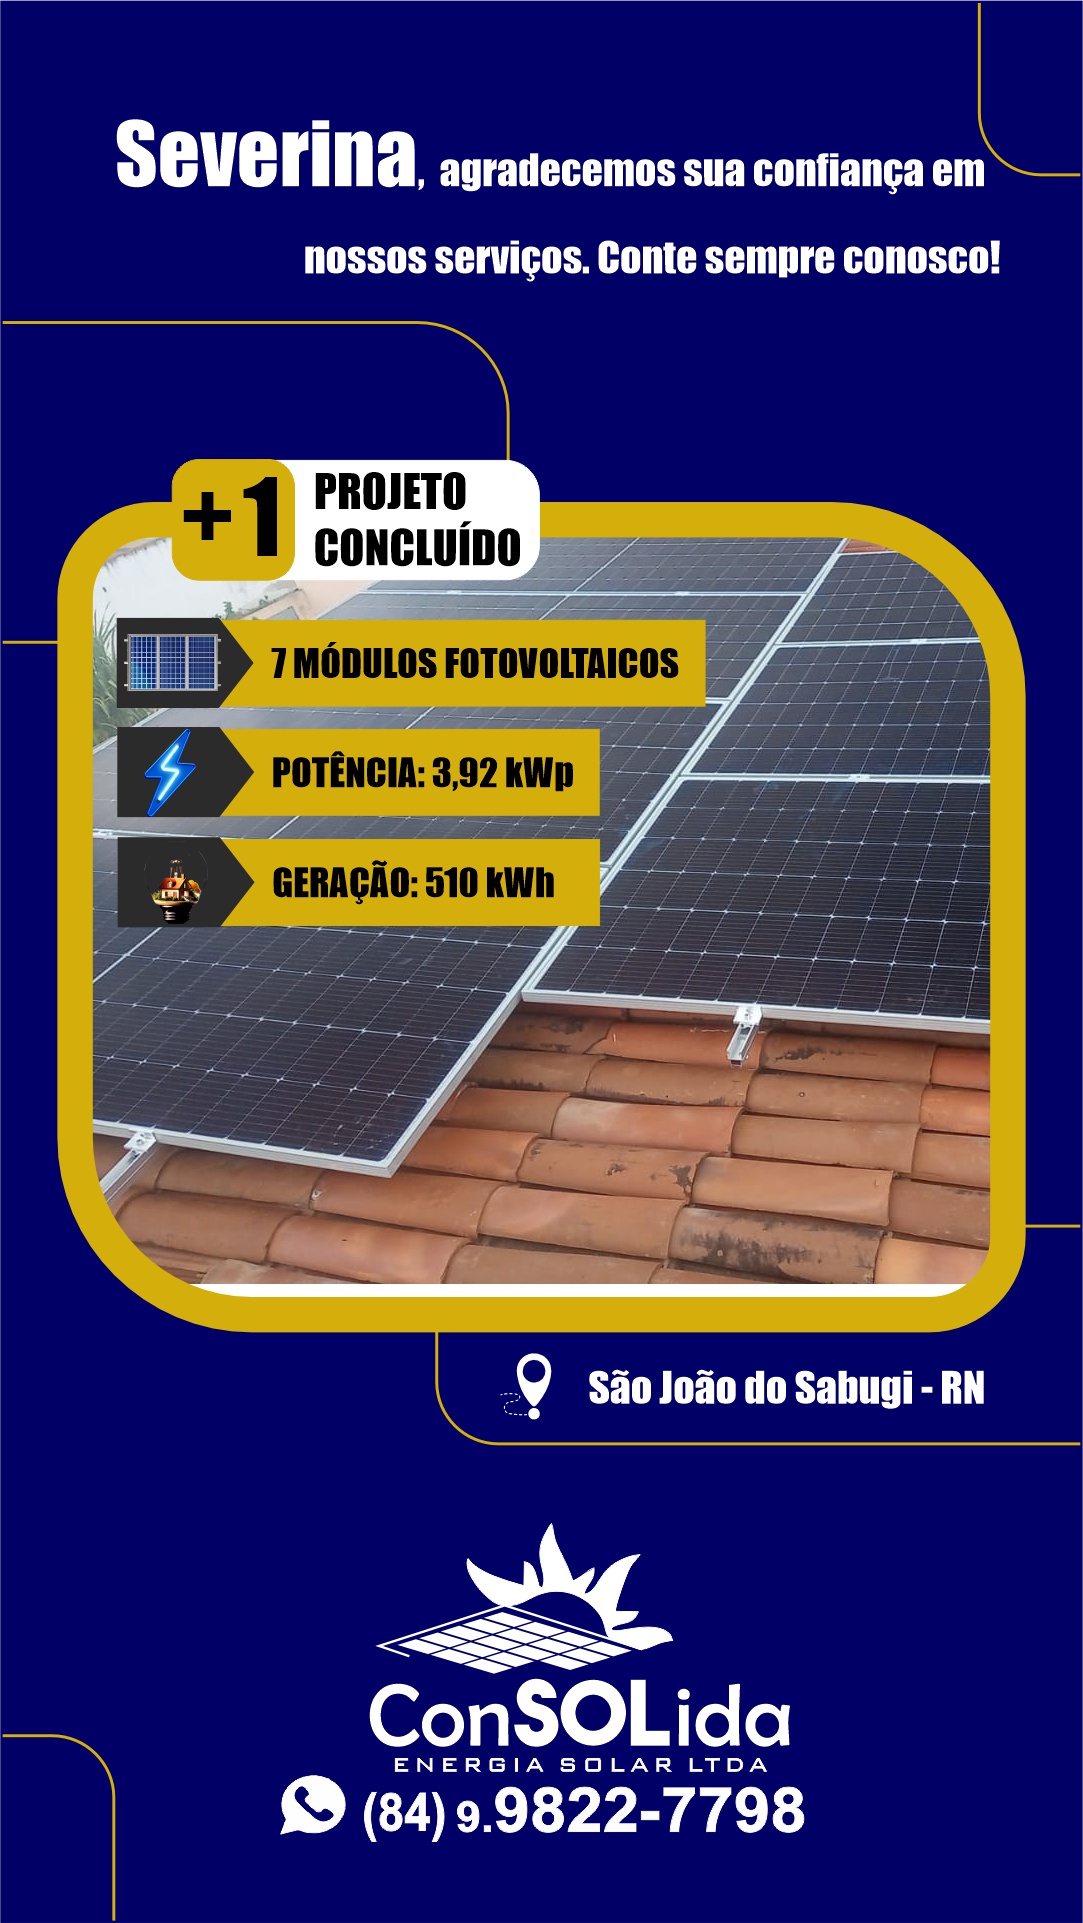 Severina, agradecemos sua confiança em
nossos serviços. Conte sempre conosco!
+1
PROJETO
CONCLUÍDO
7 MÓDULOS FOTOVOLTAICOS
POTÊNCIA: 3,92 kWp
GERAÇÃO: 510 kWh
São João do Sabugi - RN
ConSOLida
ENERGIA SOLAR LTDA
(84) 9.9822-7798